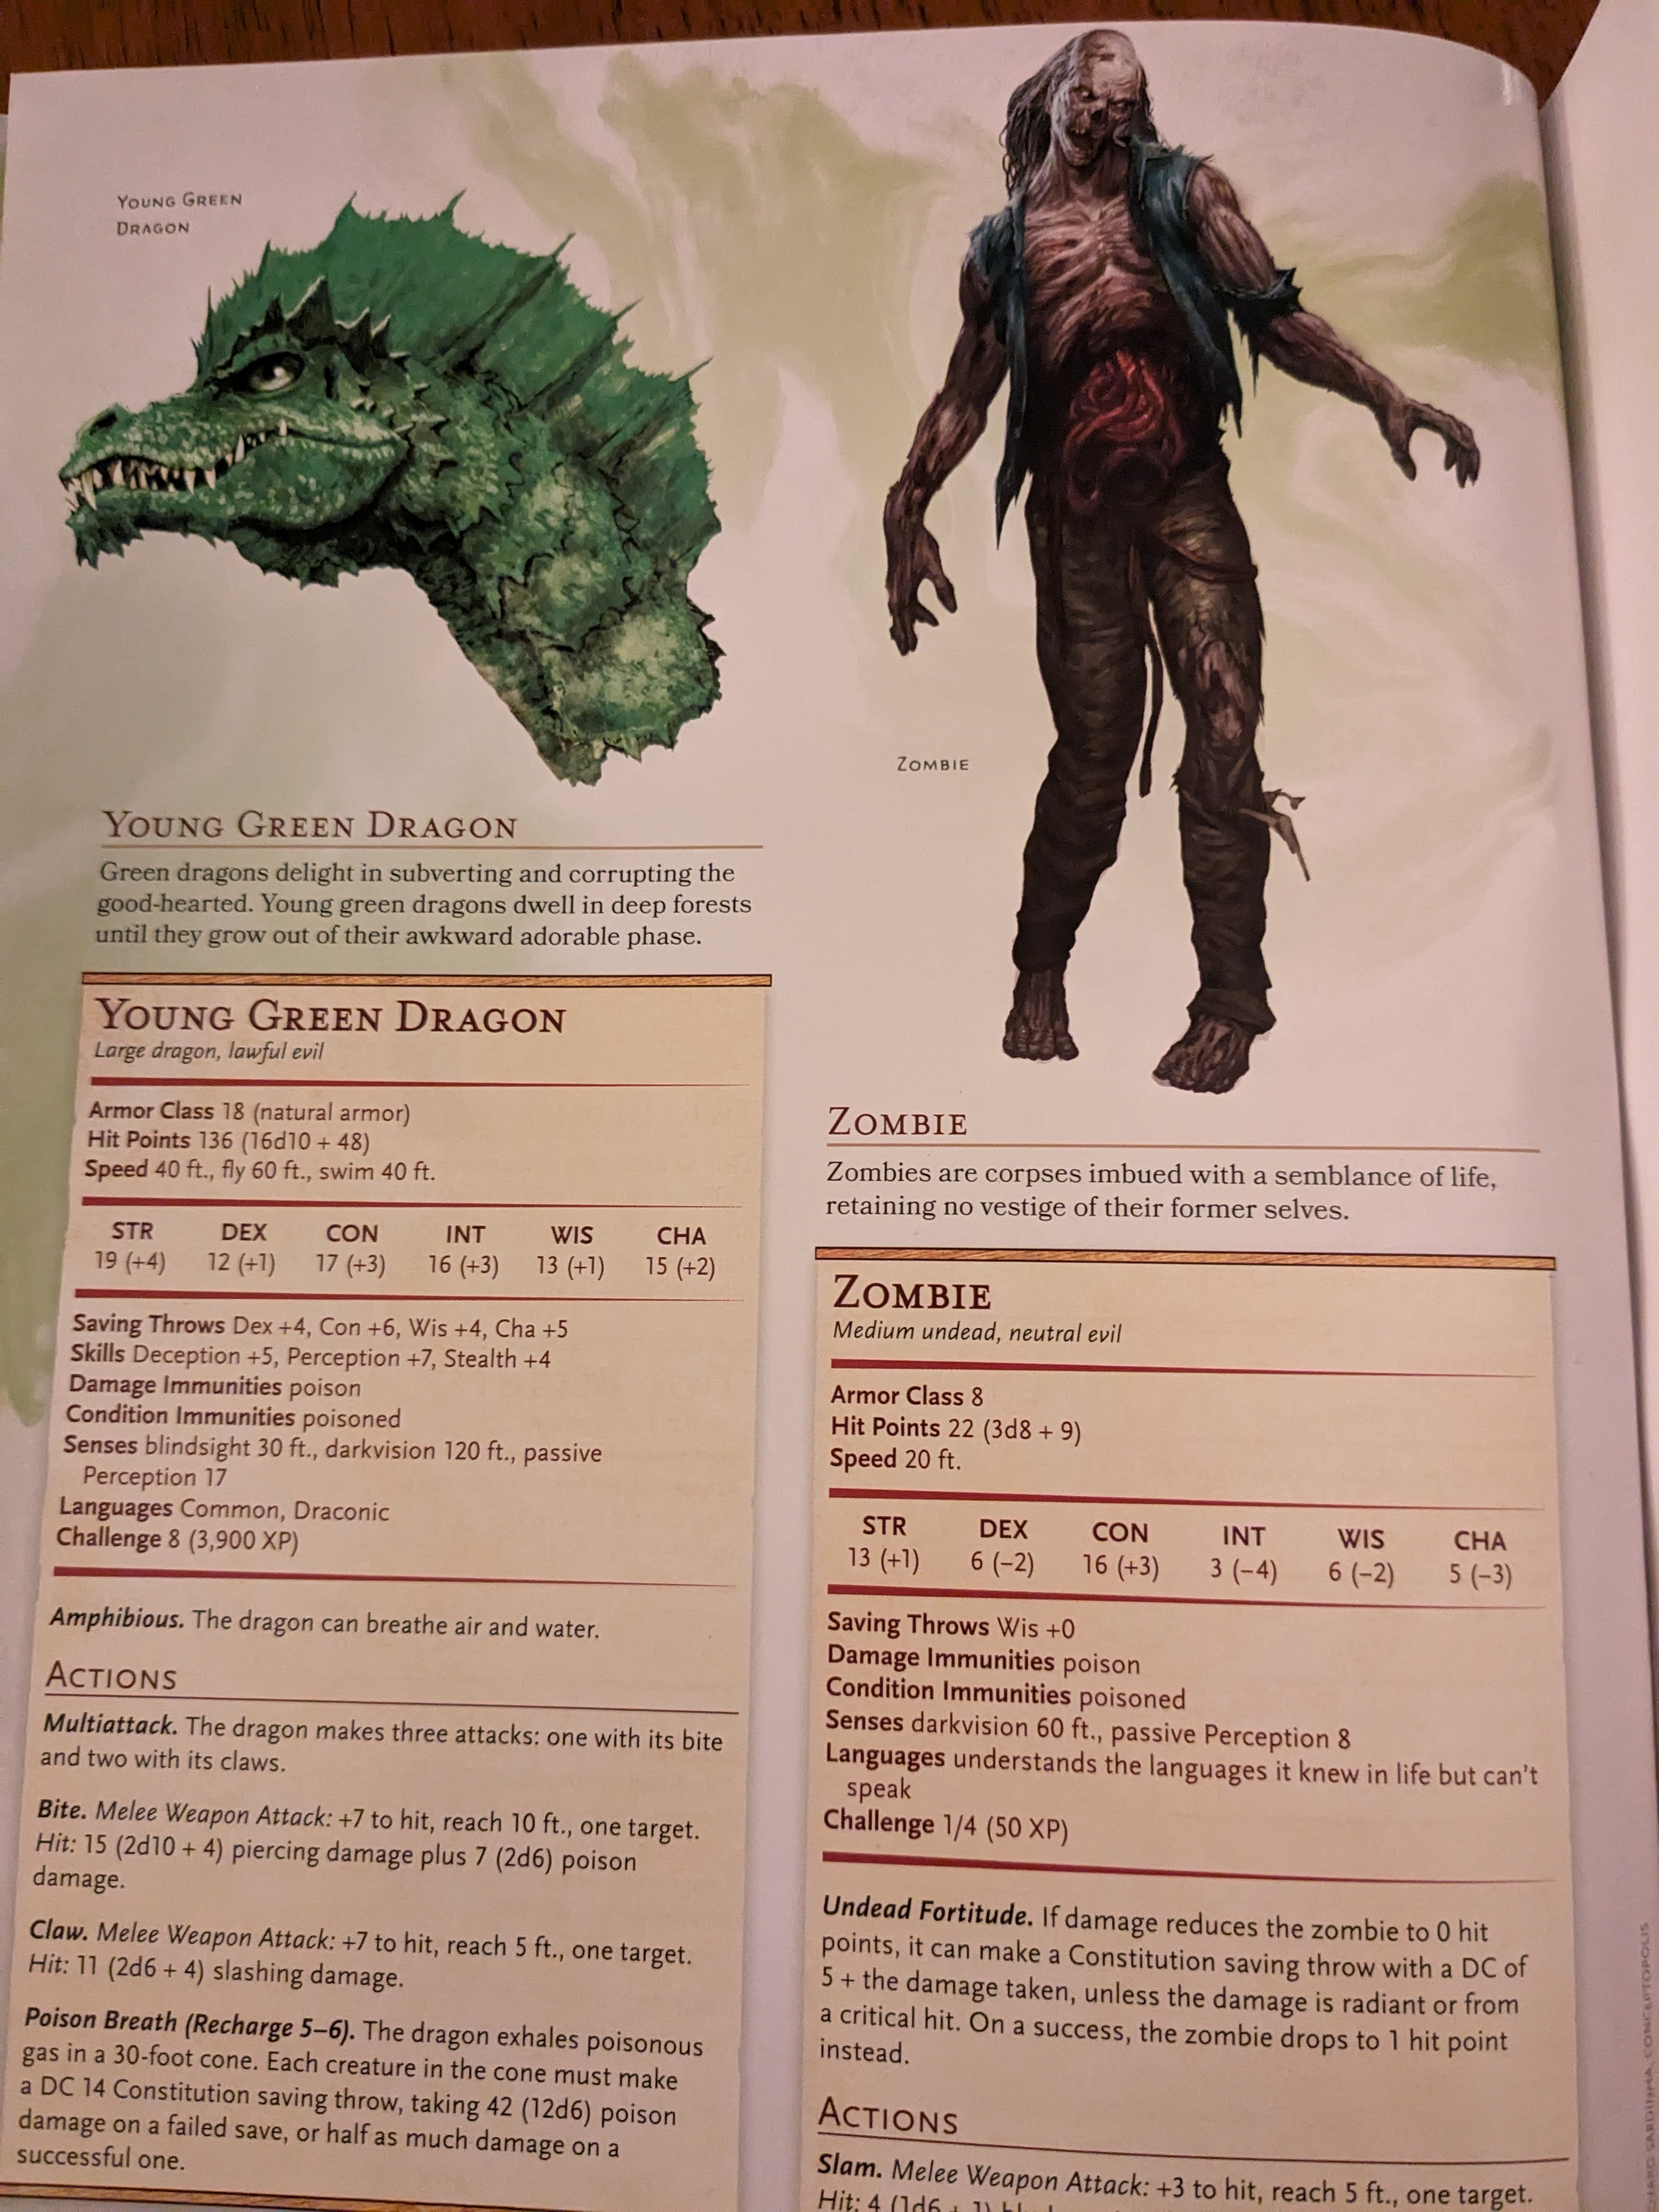 Young Green
Dragon
Young Green Dragon
Green dragons delight in subverting and corrupting the
good-hearted. Young green dragons dwell in deep forests
until they grow out of their awkward adorable phase.
Young Green Dragon
Large dragon, lawful evil
Armor Class 18 (natural armor)
Hit Points 136 (16d10 + 48)
Speed 40 ft., fly 60 ft., swim 40 ft.
STR DEX CON INT WIS CHA
19 (+4) 12 (+1) 17 (+3) 16 (+3) 13 (+1) 15 (+2)
Saving Throws Dex +4, Con +6, Wis +4, Cha +5
Skills Deception +5, Perception +7, Stealth +4
Damage Immunities poison
Condition Immunities poisoned
Senses blindsight 30 ft., darkvision 120 ft., passive
Perception 17
Languages Common, Draconic
Challenge 8 (3,900 XP)
Amphibious. The dragon can breathe air and water.
Actions
Multiattack. The dragon makes three attacks: one with its bite
and two with its claws.
Bite. Melee Weapon Attack: +7 to hit, reach 10 ft., one target.
Hit: 15 (2d10 + 4) piercing damage plus 7 (2d6) poison
damage.
Claw. Melee Weapon Attack: +7 to hit, reach 5 ft., one target.
Hit: 11 (2d6 + 4) slashing damage.
Poison Breath (Recharge 5–6). The dragon exhales poisonous
gas in a 30-foot cone. Each creature in the cone must make
a DC 14 Constitution saving throw, taking 42 (12d6) poison
damage on a failed save, or half as much damage on a
successful one.
Zombie
Zombie
Zombies are corpses imbued with a semblance of life,
retaining no vestige of their former selves.
Zombie
Medium undead, neutral evil
Armor Class 8
Hit Points 22 (3d8 + 9)
Speed 20 ft.
STR DEX CON INT WIS CHA
13 (+1) 6 (−2) 16 (+3) 3 (−4) 6 (−2) 5 (−3)
Saving Throws Wis +0
Damage Immunities poison
Condition Immunities poisoned
Senses darkvision 60 ft., passive Perception 8
Languages understands the languages it knew in life but can't
speak
Challenge 1/4 (50 XP)
Undead Fortitude. If damage reduces the zombie to 0 hit
points, it can make a Constitution saving throw with a DC of
5 + the damage taken, unless the damage is radiant or from
a critical hit. On a success, the zombie drops to 1 hit point
instead.
Actions
Slam. Melee Weapon Attack: +3 to hit, reach 5 ft., one target.
Hit: 4 (1d6 + 1)
CONCEPTOPOLIS